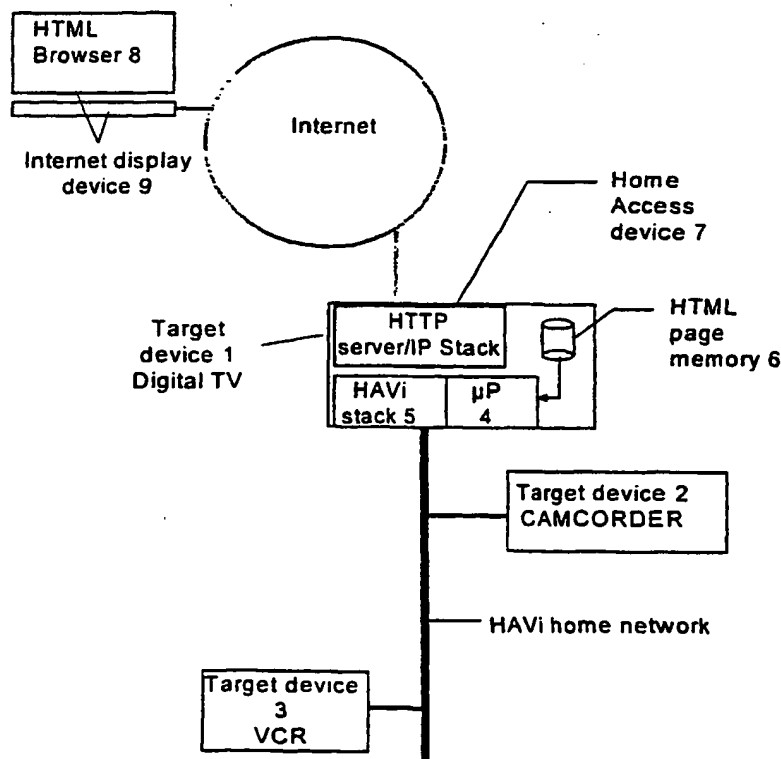 HTML
Browser 8
Internet
Internet display
device 9
Home
Access
device 7
HTTP
server/IP Stack
HTML
page
memory 6
Target
device 1
Digital TV
HAVi
stack 5
µP
4
Target device 2
CAMCORDER
HAVi home network
Target device
3
VCR